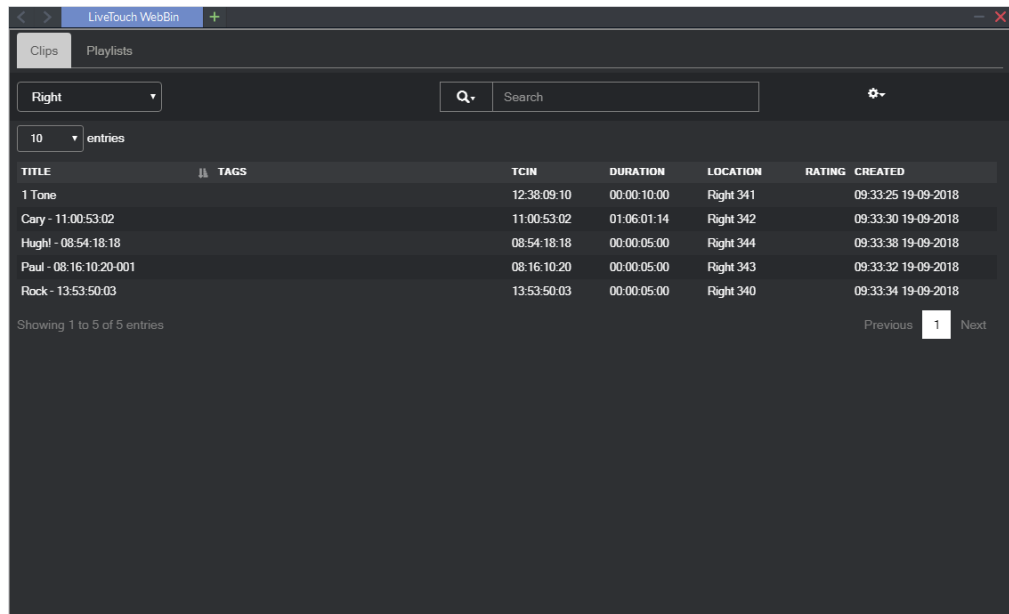 LiveTouch WebBin +
Clips Playlists
Right Search
10 entries
TITLE TAGS TCIN DURATION LOCATION RATING CREATED
1 Tone 12:38:09:10 00:00:10:00 Right 341 09:33:25 19-09-2018
Cary - 11:00:53:02 11:00:53:02 01:06:01:14 Right 342 09:33:30 19-09-2018
Hugh! - 08:54:18:18 08:54:18:18 00:00:05:00 Right 344 09:33:38 19-09-2018
Paul - 08:16:10:20-001 08:16:10:20 00:00:05:00 Right 343 09:33:32 19-09-2018
Rock - 13:53:50:03 13:53:50:03 00:00:05:00 Right 340 09:33:34 19-09-2018
Showing 1 to 5 of 5 entries Previous 1 Next